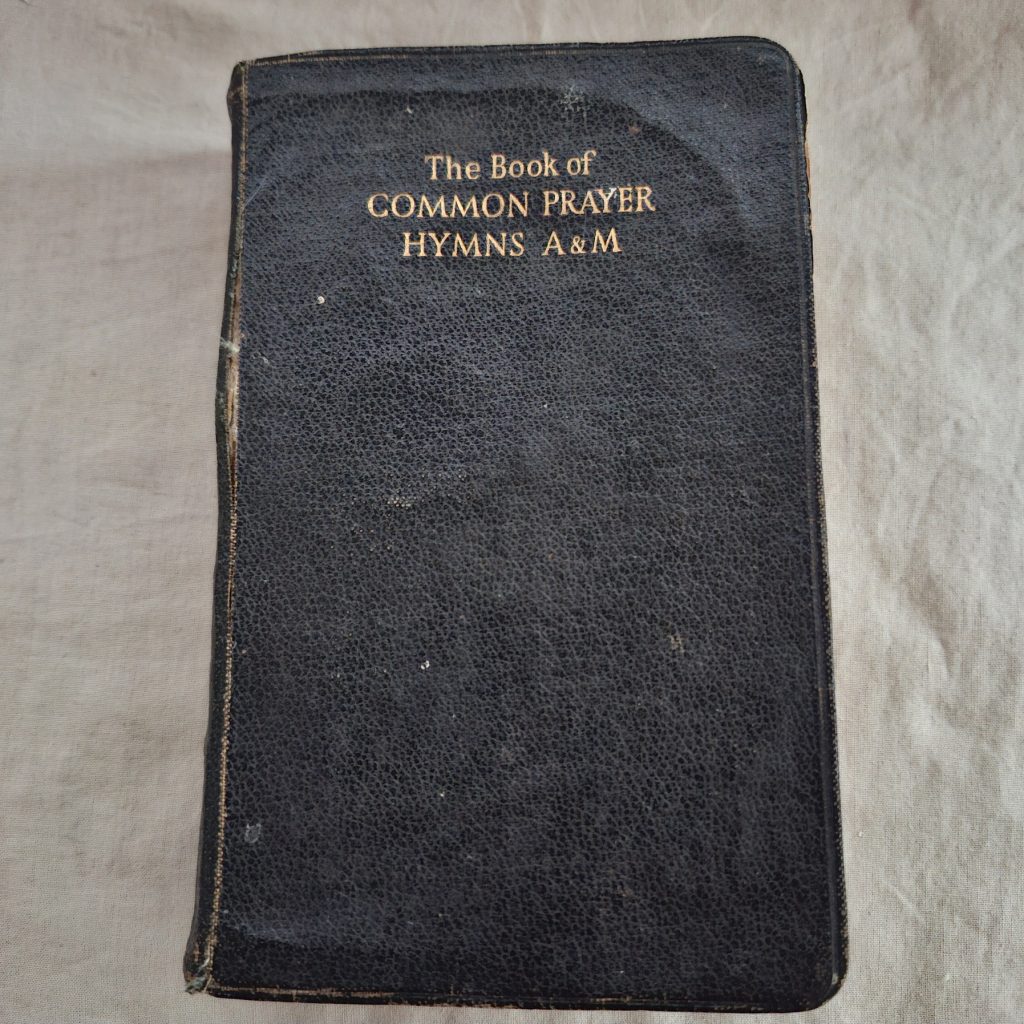 The Book of
COMMON PRAYER
HYMNS A & M